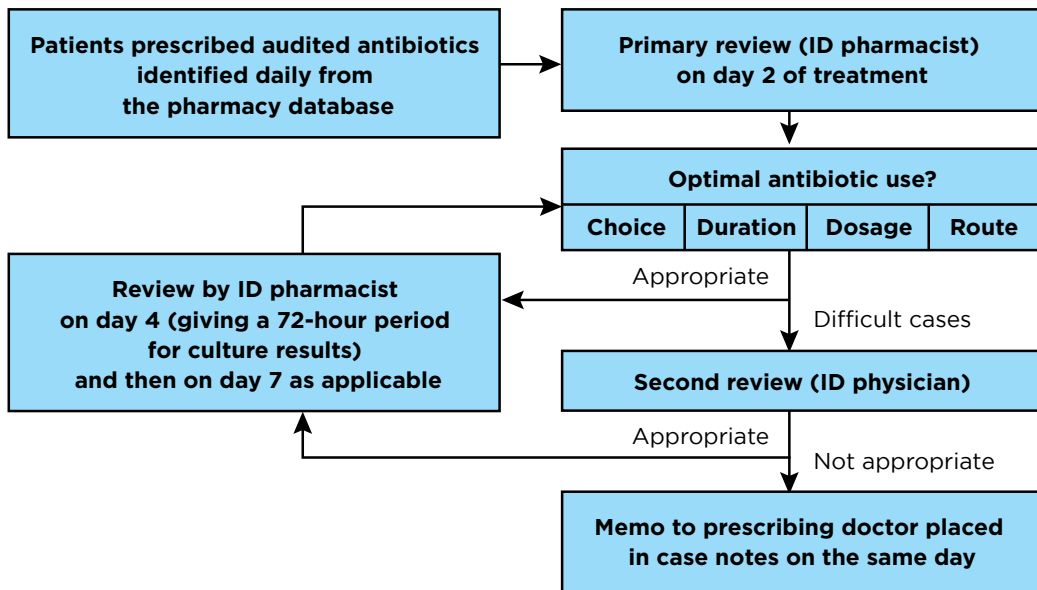 Patients prescribed audited antibiotics
identified daily from
the pharmacy database
Primary review (ID pharmacist)
on day 2 of treatment
Optimal antibiotic use?
Choice
Duration
Dosage
Route
Appropriate
Review by ID pharmacist
on day 4 (giving a 72-hour period
for culture results)
and then on day 7 as applicable
Difficult cases
Second review (ID physician)
Appropriate
Not appropriate
Memo to prescribing doctor placed
in case notes on the same day